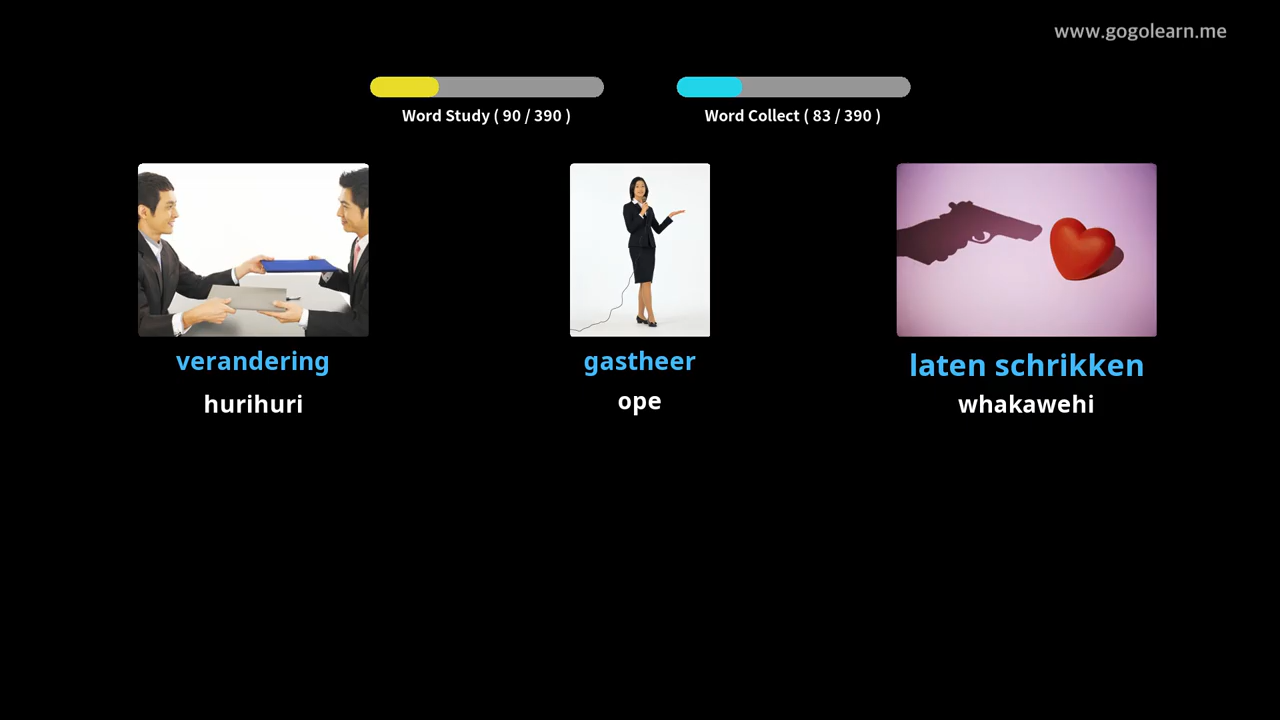 www.gogolearn.me
Word Study ( 90 / 390 )
Word Collect ( 83 / 390 )
verandering
gastheer
laten schrikken
hurihuri
ope
whakawehi